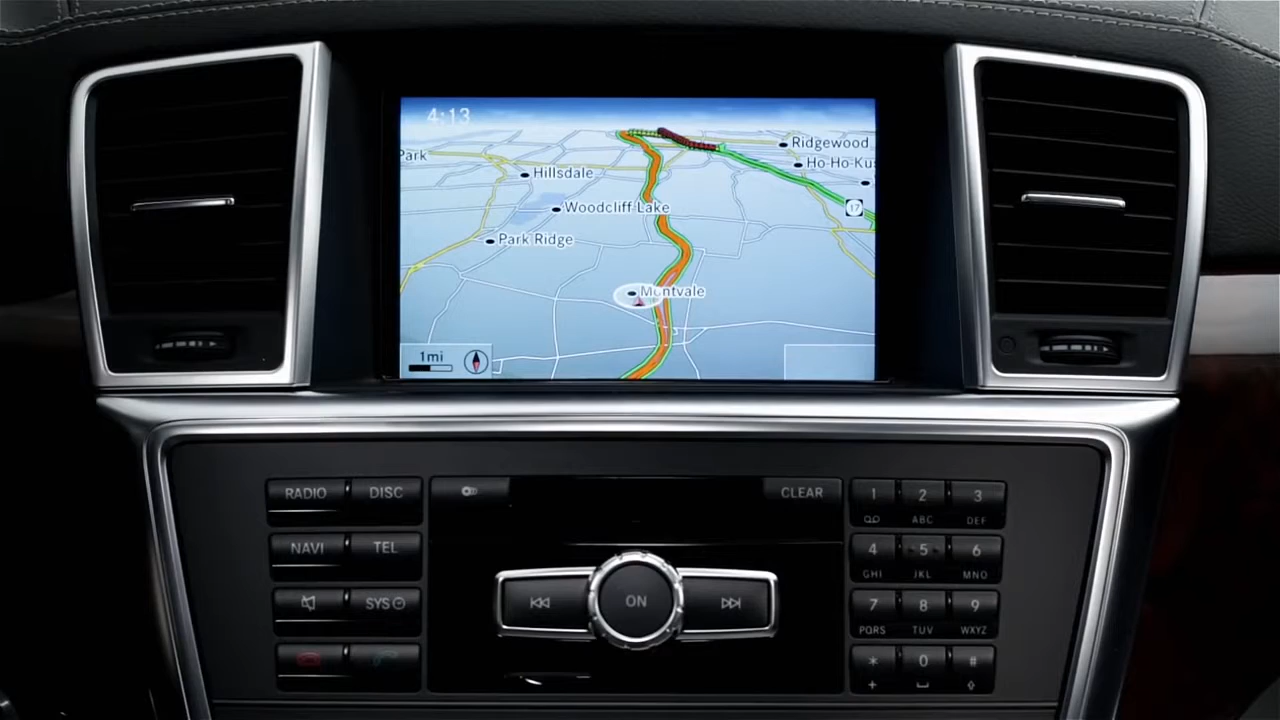 4:13
Ridgewood
Park
Ho-Ho-Kus
Hillsdale
Woodcliff Lake
17
Park Ridge
Montvale
1mi
RADIO DISC
CLEAR
1 2 3
ABC DEF
NAVI TEL
4 5 6
GHI JKL MNO
SYS
ON
7 8 9
PQRS TUV WXYZ
* 0 #
+